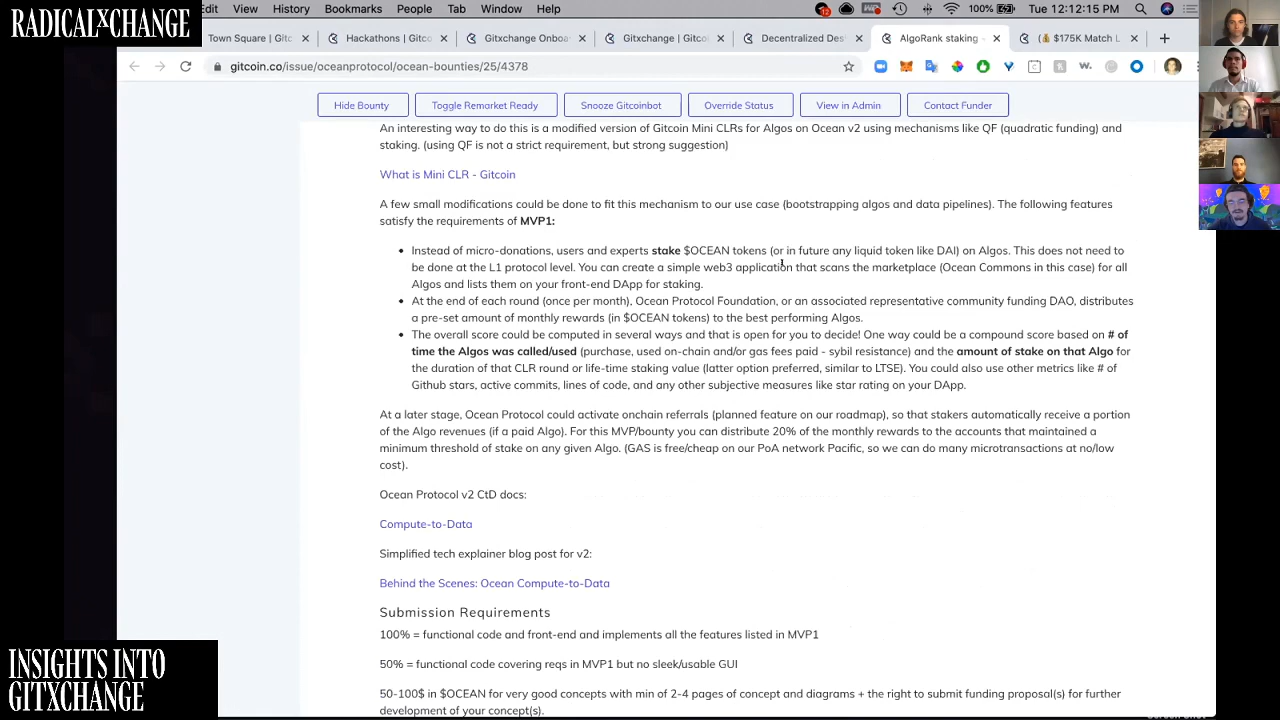 RADICALXCHANGE
View
History
Bookmarks
People
Tab
Window
Help
12
100%
Tue 12:12:15
Town Square | Gitc
Hackathons | Gitco
Gitxchange Onboa
Gitxchange | Gitco
Decentralized Des
AlgoRank staking -
$175K Match L
gitcoin.co/issue/oceanprotocol/ocean-bounties/25/4378
Hide Bounty
Toggle Remarket Ready
Snooze Gitcoinbot
Override Status
View in Admin
Contact Funder
An interesting way to do this is a modified version of Gitcoin Mini CLRs for Algos on Ocean v2 using mechanisms like QF (quadratic funding) and
staking. (using QF is not a strict requirement, but strong suggestion)
What is Mini CLR - Gitcoin
A few small modifications could be done to fit this mechanism to our use case (bootstrapping algos and data pipelines). The following features
satisfy the requirements of MVP1:
• Instead of micro-donations, users and experts stake $OCEAN tokens (or in future any liquid token like DAI) on Algos. This does not need to
be done at the L1 protocol level. You can create a simple web3 application that scans the marketplace (Ocean Commons in this case) for all
Algos and lists them on your front-end DApp for staking.
• At the end of each round (once per month), Ocean Protocol Foundation, or an associated representative community funding DAO, distributes
a pre-set amount of monthly rewards (in $OCEAN tokens) to the best performing Algos.
• The overall score could be computed in several ways and that is open for you to decide! One way could be a compound score based on # of
time the Algos was called/used (purchase, used on-chain and/or gas fees paid - sybil resistance) and the amount of stake on that Algo for
the duration of that CLR round or life-time staking value (latter option preferred, similar to LTSE). You could also use other metrics like # of
Github stars, active commits, lines of code, and any other subjective measures like star rating on your DApp.
At a later stage, Ocean Protocol could activate onchain referrals (planned feature on our roadmap), so that stakers automatically receive a portion
of the Algo revenues (if a paid Algo). For this MVP/bounty you can distribute 20% of the monthly rewards to the accounts that maintained a
minimum threshold of stake on any given Algo. (GAS is free/cheap on our PoA network Pacific, so we can do many microtransactions at no/low
cost).
Ocean Protocol v2 CtD docs:
Compute-to-Data
Simplified tech explainer blog post for v2:
Behind the Scenes: Ocean Compute-to-Data
Submission Requirements
100% = functional code and front-end and implements all the features listed in MVP1
50% = functional code covering reqs in MVP1 but no sleek/usable GUI
50-100$ in $OCEAN for very good concepts with min of 2-4 pages of concept and diagrams + the right to submit funding proposal(s) for further
development of your concept(s).
INSIGHTS INTO
GITXCHANGE